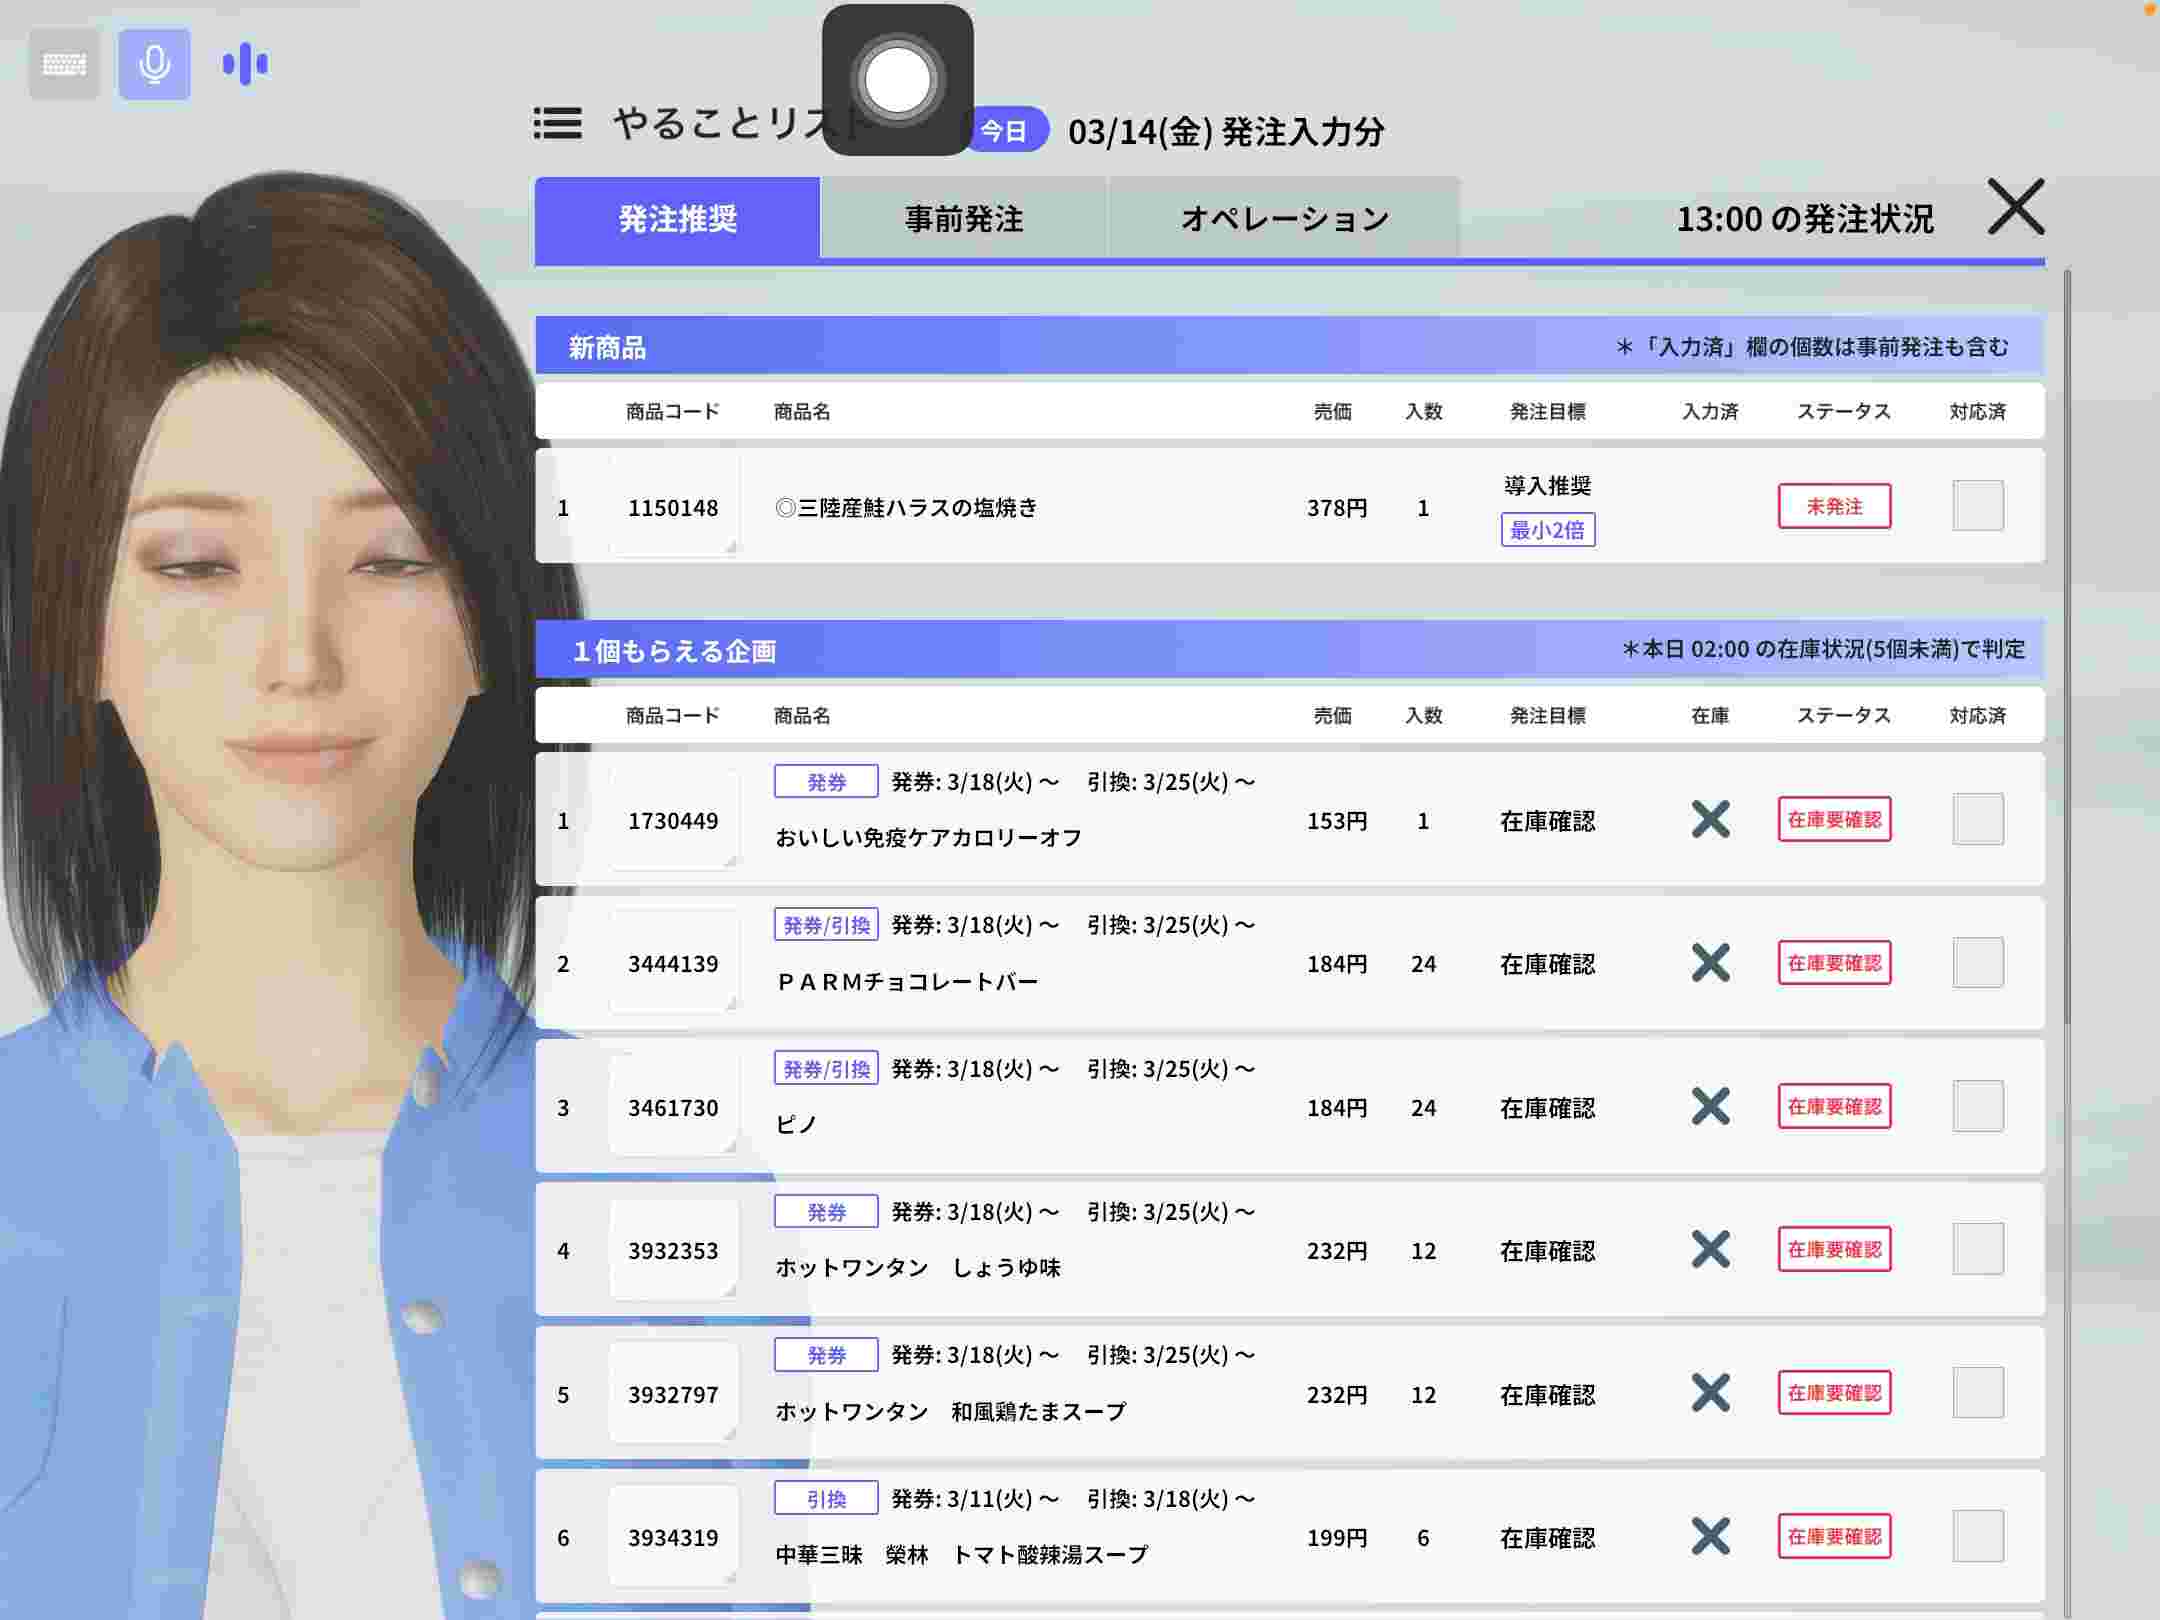 やることリスト
今日 03/14(金) 発注入力分
発注推奨 事前発注 オペレーション 13:00 の発注状況
新商品 ＊「入力済」欄の個数は事前発注も含む
商品コード 商品名 売価 入数 発注目標 入力済 ステータス 対応済
1 1150148 ◎三陸産鮭ハラスの塩焼き 378円 1 導入推奨 未発注
最小2倍
１個もらえる企画 ＊本日 02:00 の在庫状況(5個未満)で判定
商品コード 商品名 売価 入数 発注目標 在庫 ステータス 対応済
発券 発券: 3/18(火) ～ 引換: 3/25(火) ～
1 1730449 おいしい免疫ケアカロリーオフ 153円 1 在庫確認 在庫要確認
発券/引換 発券: 3/18(火) ～ 引換: 3/25(火) ～
2 3444139 ＰＡＲＭチョコレートバー 184円 24 在庫確認 在庫要確認
発券/引換 発券: 3/18(火) ～ 引換: 3/25(火) ～
3 3461730 ピノ 184円 24 在庫確認 在庫要確認
発券 発券: 3/18(火) ～ 引換: 3/25(火) ～
4 3932353 ホットワンタン　しょうゆ味 232円 12 在庫確認 在庫要確認
発券 発券: 3/18(火) ～ 引換: 3/25(火) ～
5 3932797 ホットワンタン　和風鶏たまスープ 232円 12 在庫確認 在庫要確認
引換 発券: 3/11(火) ～ 引換: 3/18(火) ～
6 3934319 中華三昧　榮林　トマト酸辣湯スープ 199円 6 在庫確認 在庫要確認